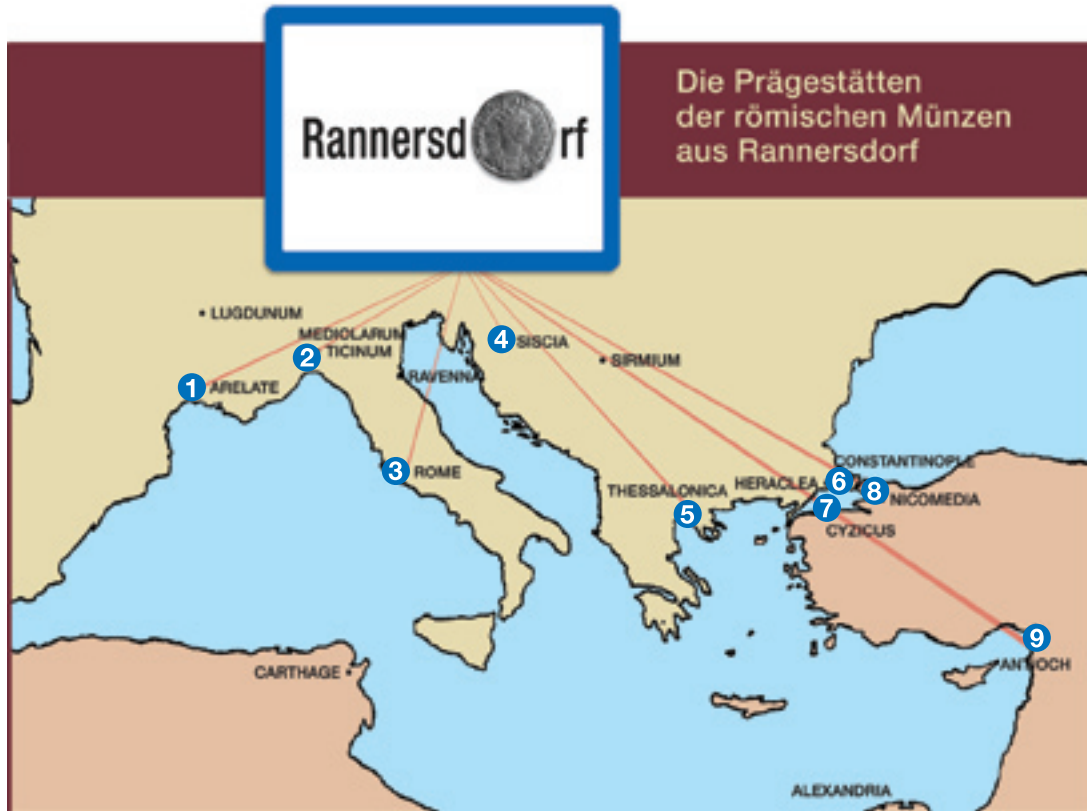 Die Prägestätten
der römischen Münzen
aus Rannersdorf
Rannersd rf
LUGDUNUM
MEDIOLARUM
TICINUM
4 SISCIA
SIRMIUM
2
RAVENNA
1 ARELATE
3 ROME
CONSTANTINOPLE
HERACLEA 6
8 NICOMEDIA
THESSALONICA
5
7
CYZICUS
9
ANTIOCH
CARTHAGE
ALEXANDRIA